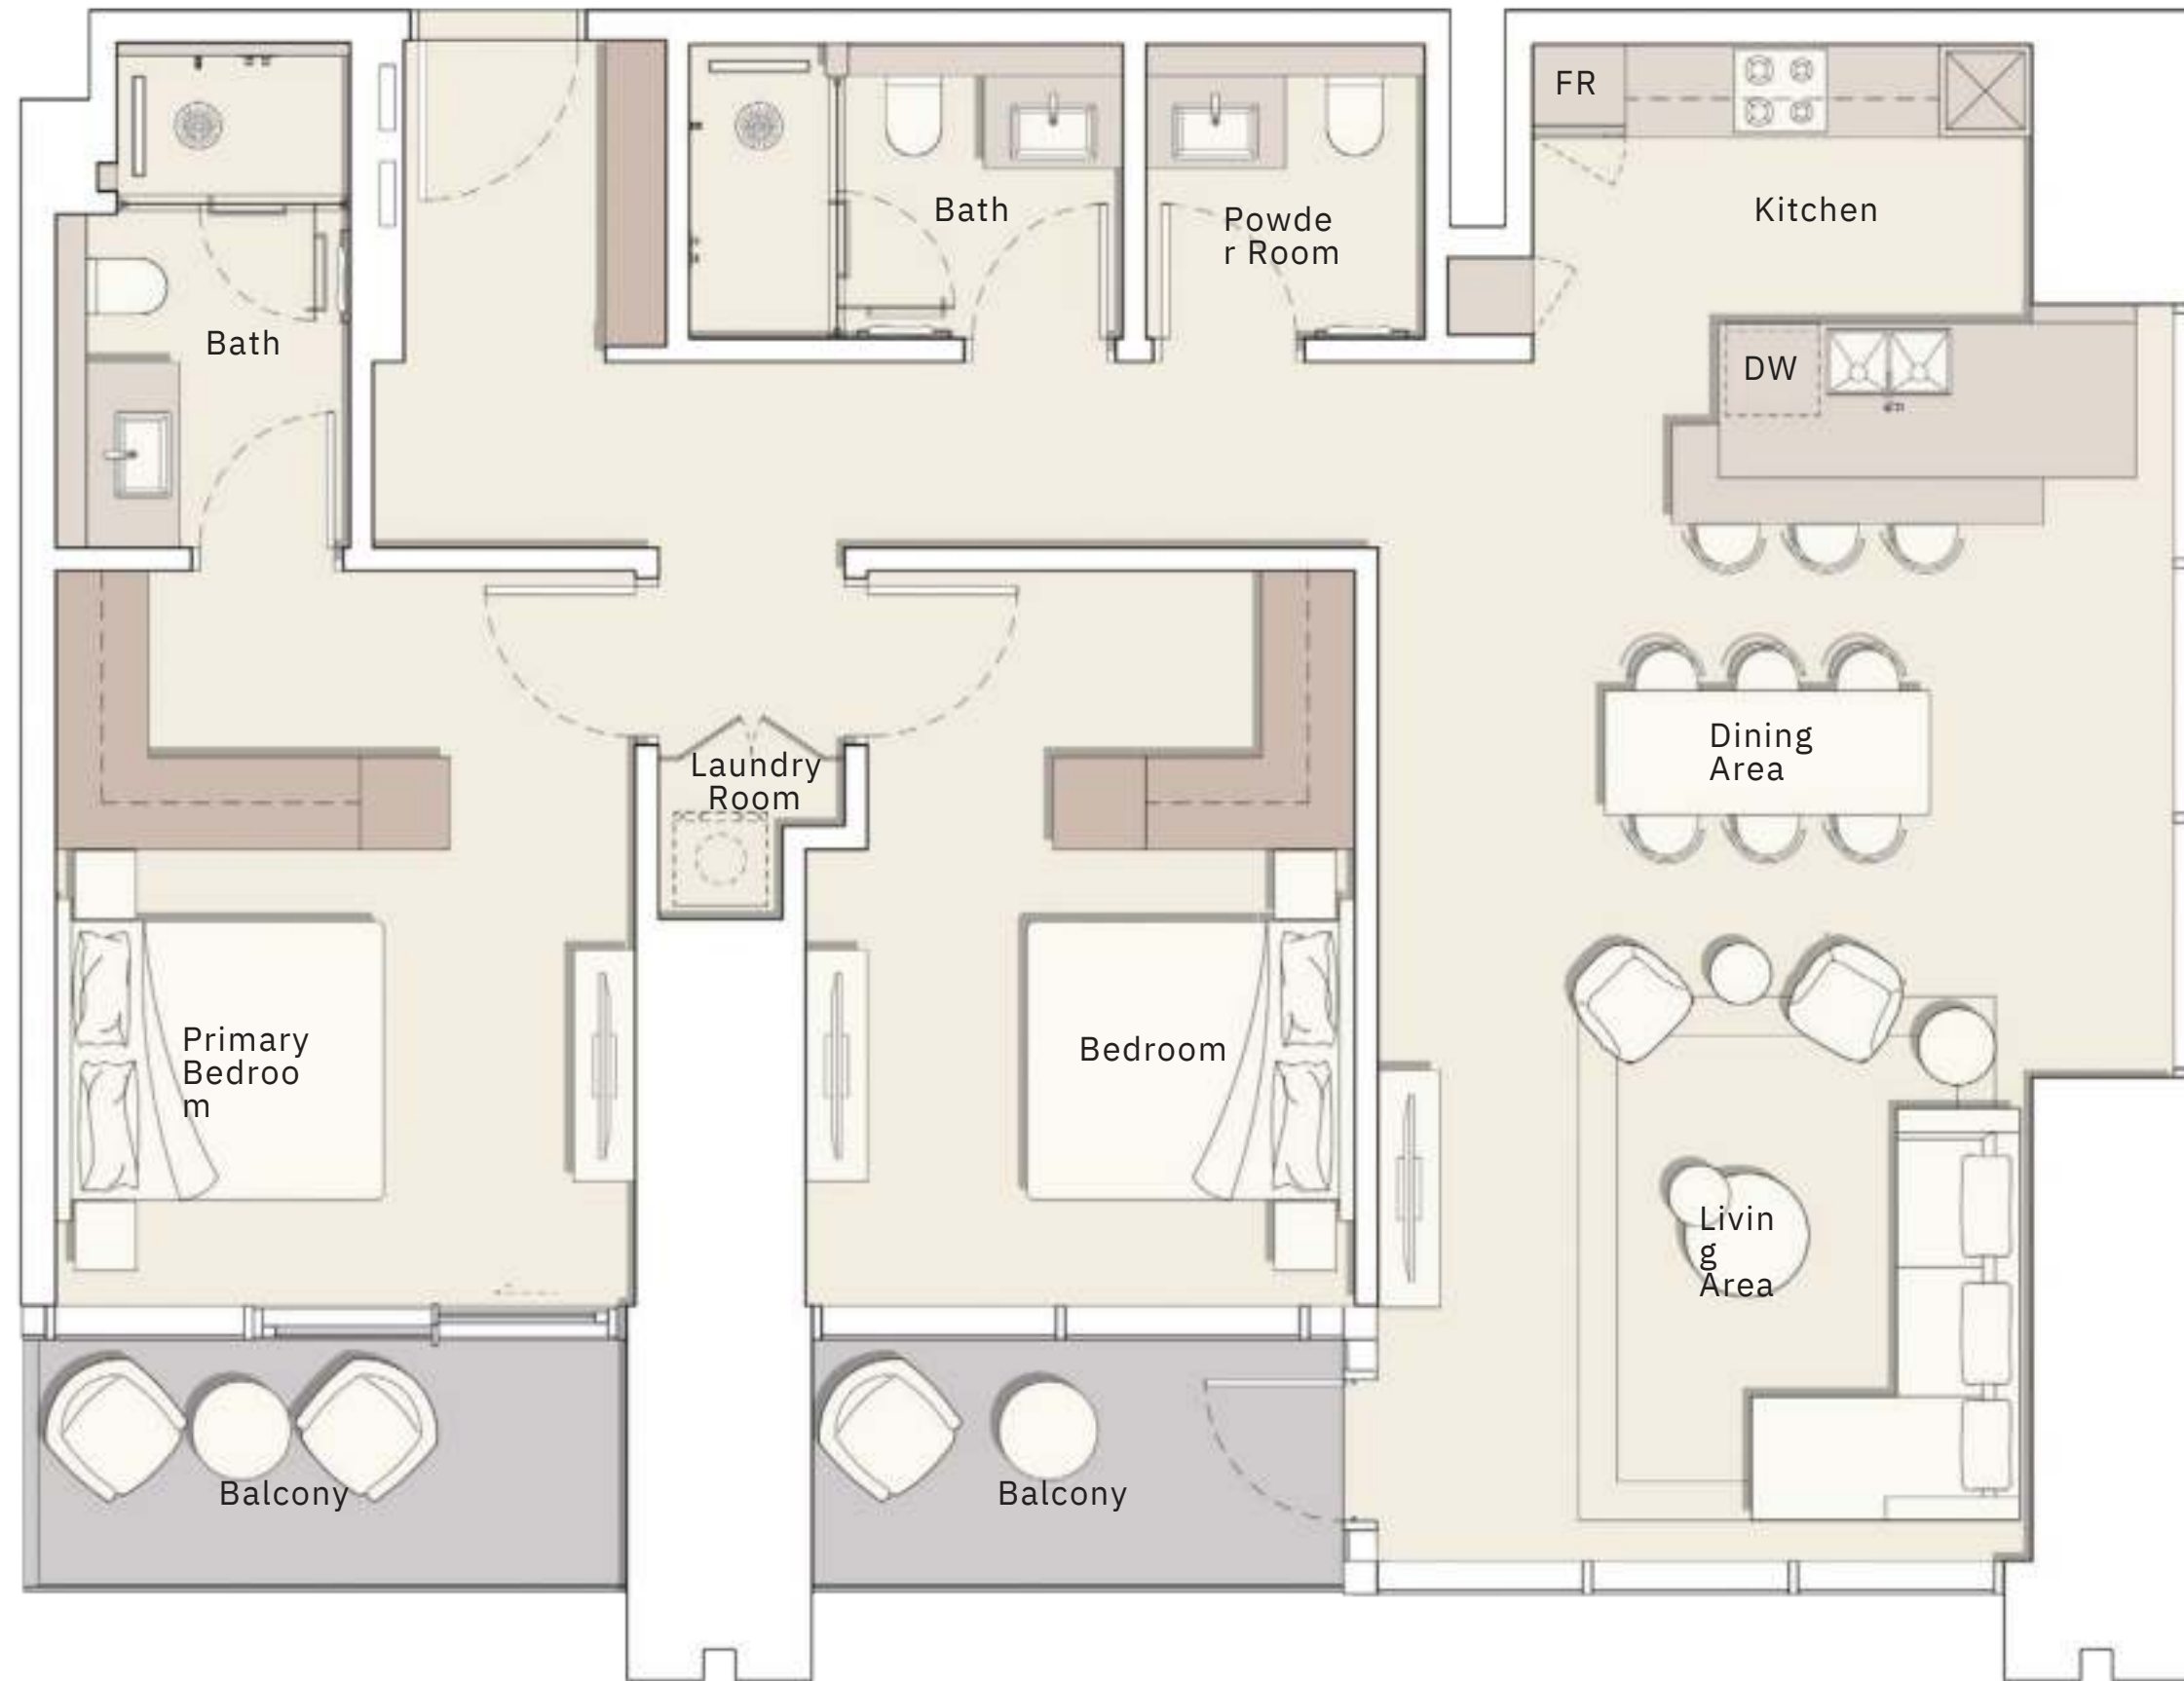 FR
Kitchen
Bath
Powde
r Room
Bath
DW
Dining
Area
Laundry
Room
Primary
Bedroo
m
Bedroom
Livin
g
Area
Balcony
Balcony